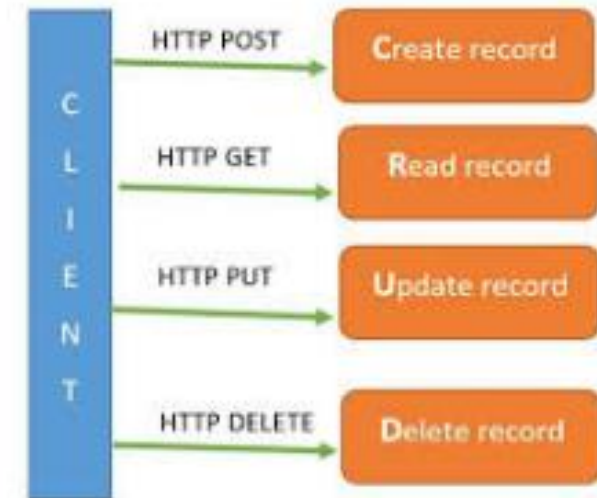 HTTP POST
Create record
C
L
I
E
N
T
HTTP GET
Read record
HTTP PUT
Update record
HTTP DELETE
Delete record